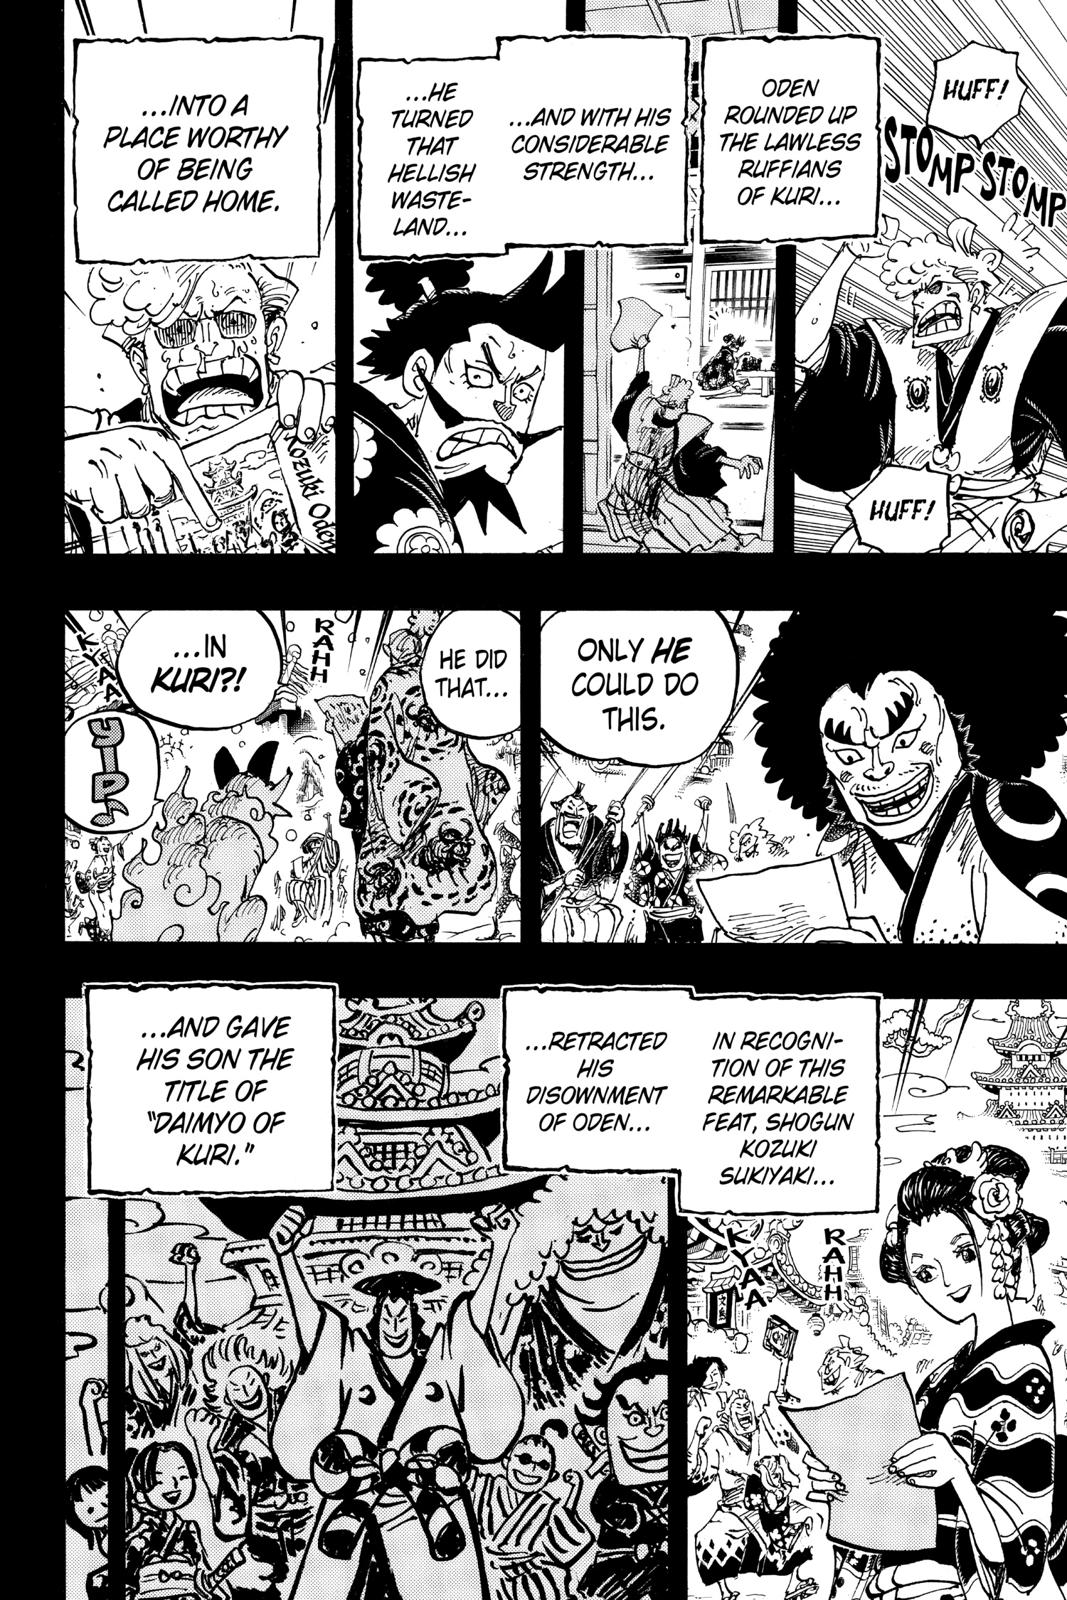 HUFF!
STOMP STOMP
HUFF!
ODEN
ROUNDED UP
THE LAWLESS
RUFFIANS
OF KURI...
...AND WITH HIS
CONSIDERABLE
STRENGTH...
...HE
TURNED
THAT
HELLISH
WASTE-
LAND...
...INTO A
PLACE WORTHY
OF BEING
CALLED HOME.
Kozuki Oden
ONLY HE
COULD DO
THIS.
HE DID
THAT...
RAHH
...IN
KURI?!
KYAA
YIP♪
IN RECOGNI-
TION OF THIS
REMARKABLE
FEAT, SHOGUN
KOZUKI
SUKIYAKI...
...RETRACTED
HIS
DISOWNMENT
OF ODEN...
RAHH
KYAA
...AND GAVE
HIS SON THE
TITLE OF
"DAIMYO OF
KURI."